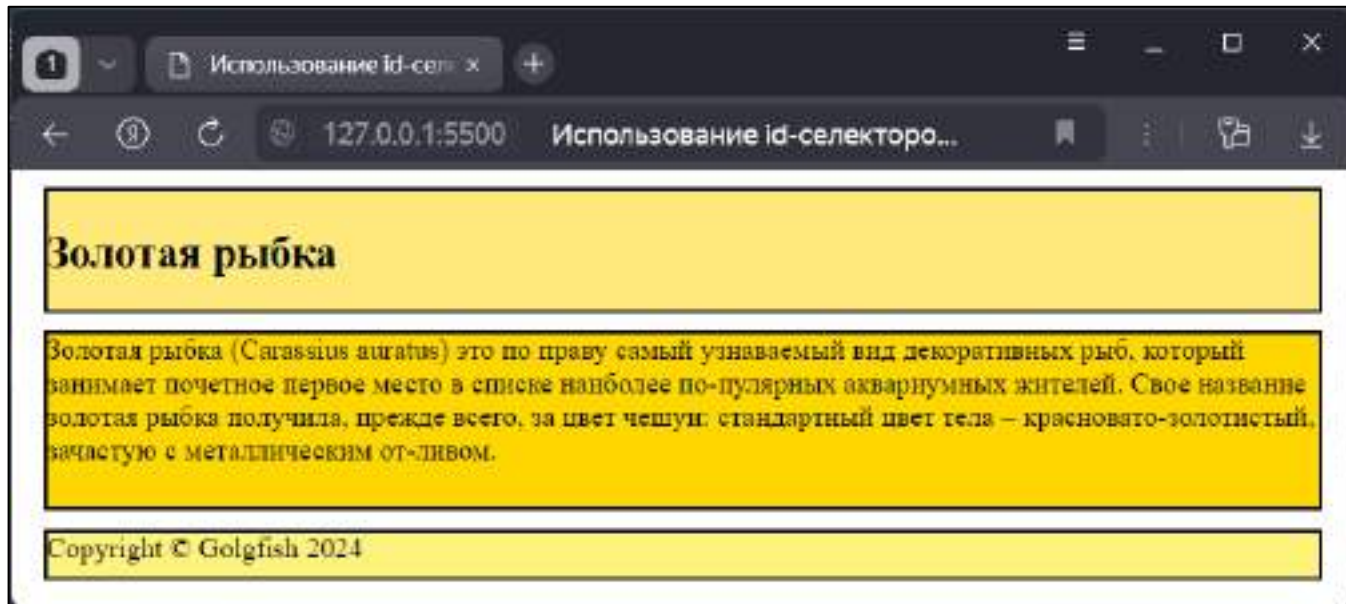 1
Использование id-сел
127.0.0.1:5500 Использование id-селекторо...
Золотая рыбка
Золотая рыбка (Carassius auratus) это по праву самый узнаваемый вид декоративных рыб, который
занимает почетное первое место в списке наиболее по-пулярных аквариумных жителей. Свое название
золотая рыбка получила, прежде всего, за цвет чешуи: стандартный цвет тела – красновато-золотистый,
зачастую с металлическим от-ливом.
Copyright © Golgfish 2024